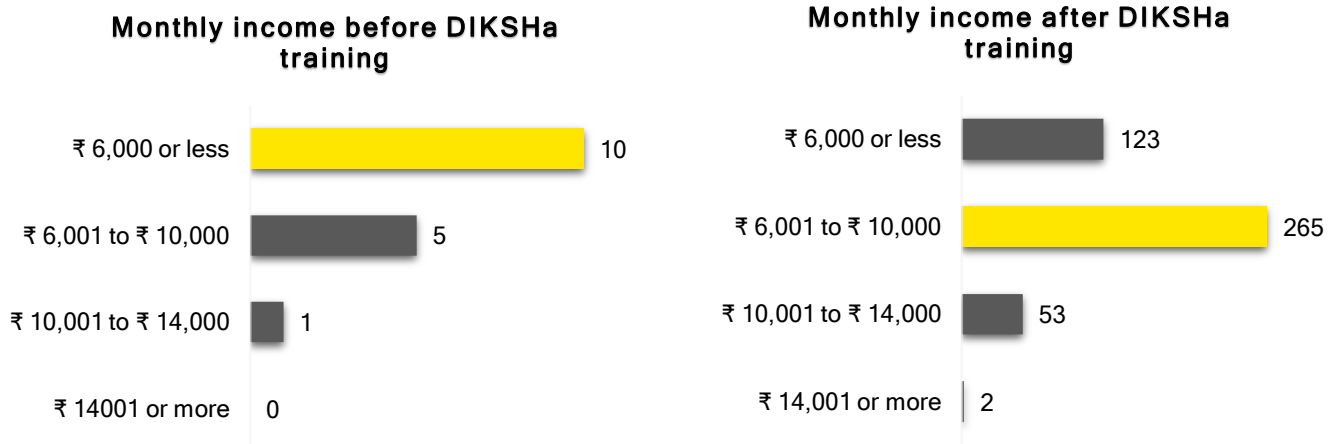 Monthly income before DIKSHa
training
₹ 6,000 or less 10
₹ 6,001 to ₹ 10,000 5
₹ 10,001 to ₹ 14,000 1
₹ 14001 or more 0
Monthly income after DIKSHa
training
₹ 6,000 or less 123
₹ 6,001 to ₹ 10,000 265
₹ 10,001 to ₹ 14,000 53
₹ 14,001 or more 2